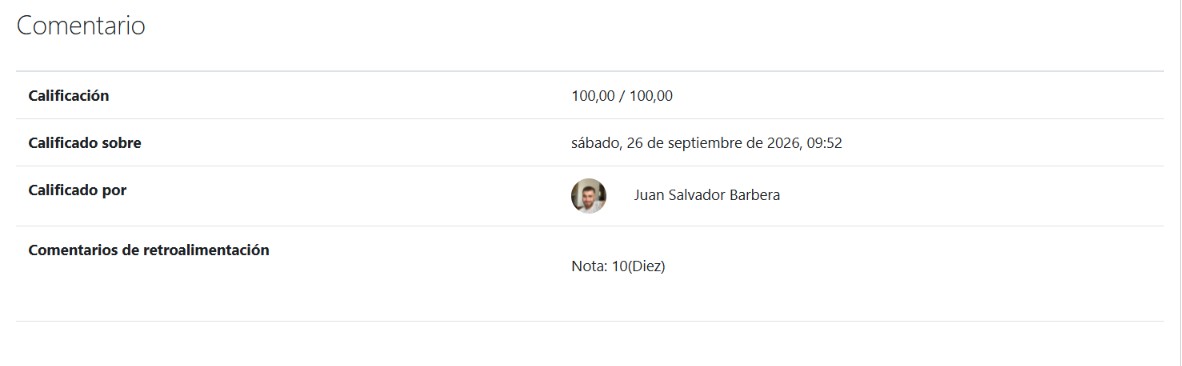 Comentario
Calificación 100,00 / 100,00
Calificado sobre sábado, 26 de septiembre de 2026, 09:52
Calificado por Juan Salvador Barbera
Comentarios de retroalimentación
Nota: 10(Diez)